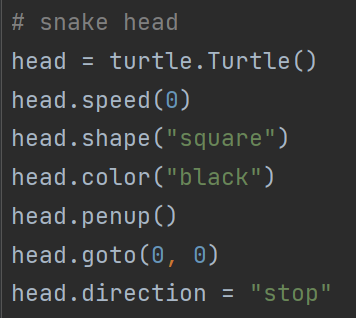 # snake head
head = turtle.Turtle()
head.speed(0)
head.shape("square")
head.color("black")
head.penup()
head.goto(0, 0)
head.direction = "stop"